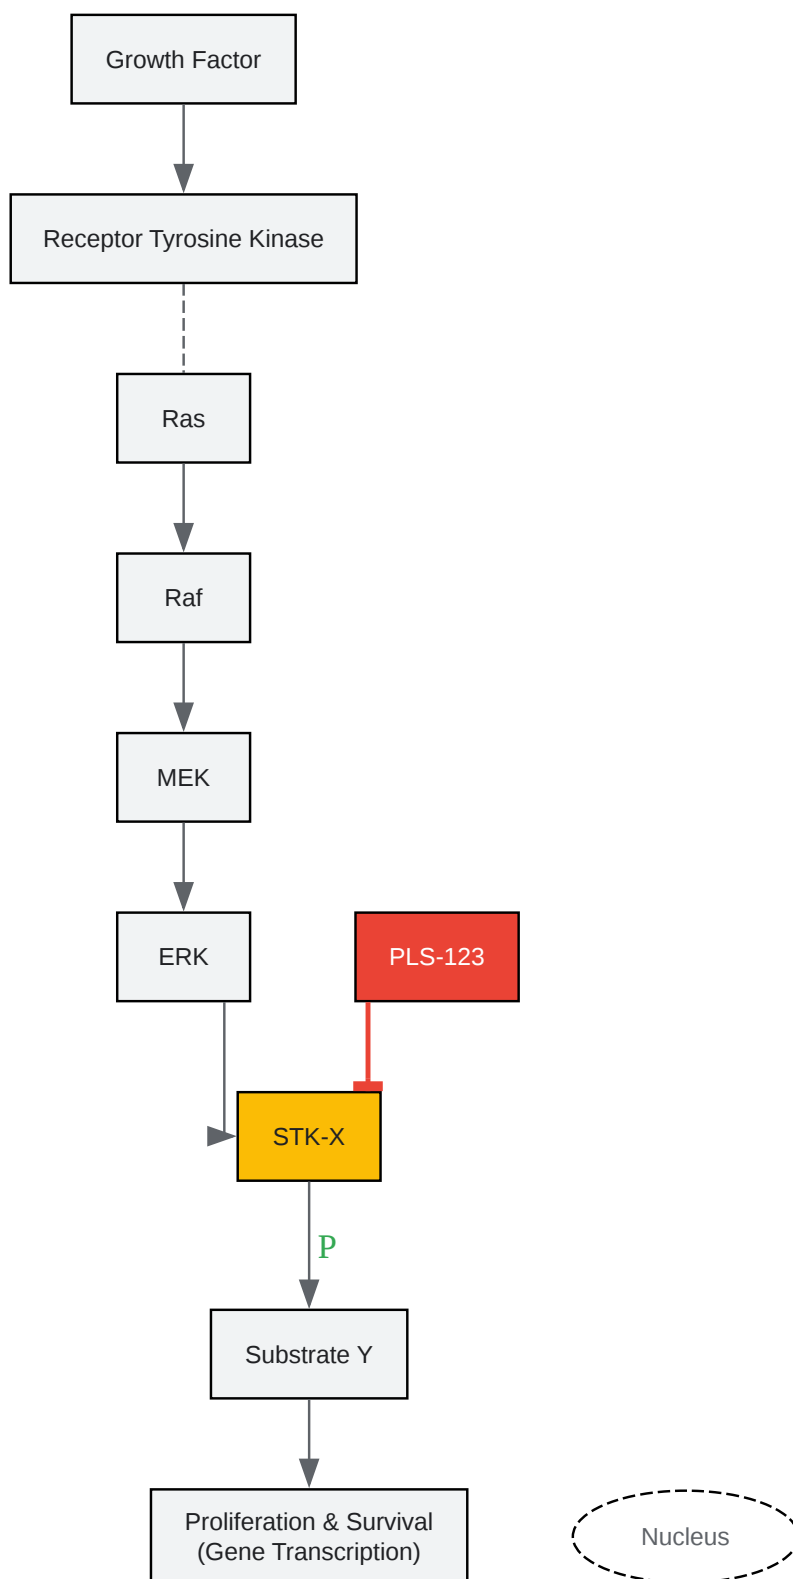 Growth Factor
Receptor Tyrosine Kinase
Ras
Raf
MEK
ERK
PLS-123
STK-X
P
Substrate Y
Proliferation & Survival
(Gene Transcription)
Nucleus